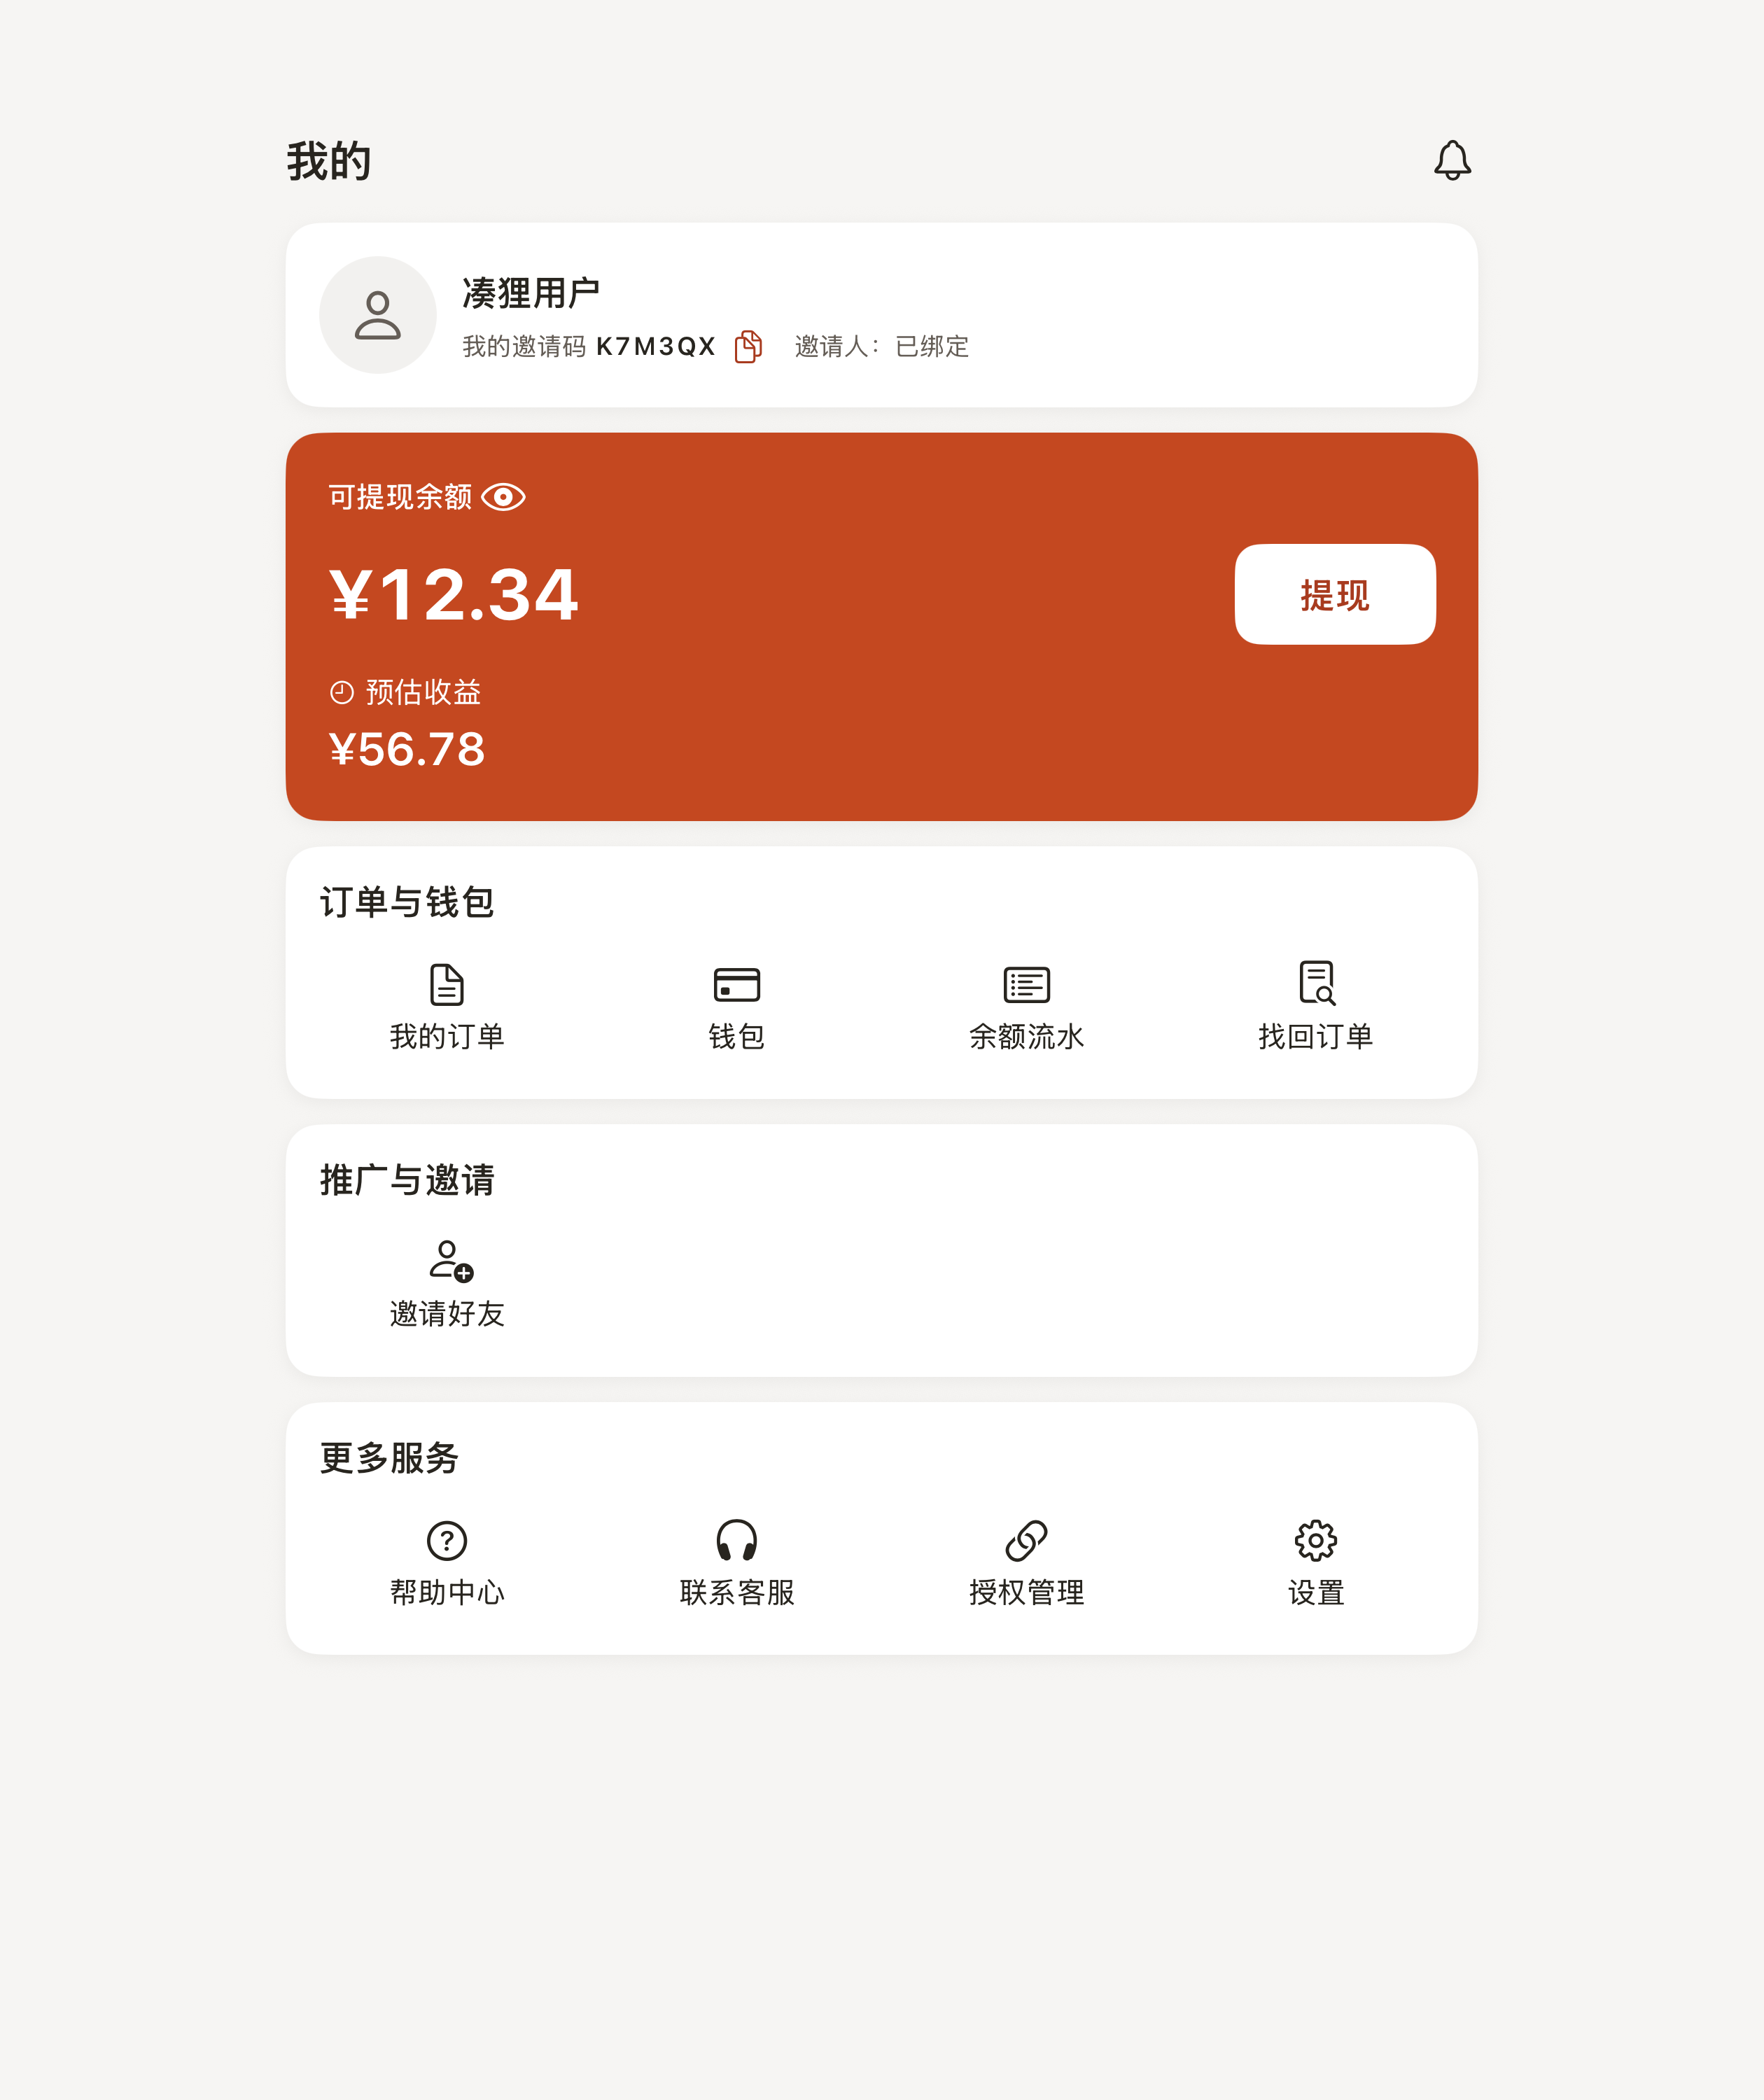 我的
凑狸用户
我的邀请码 K7M3QX 邀请人：已绑定
可提现余额
¥12.34
提现
预估收益
¥56.78
订单与钱包
我的订单 钱包 余额流水 找回订单
推广与邀请
邀请好友
更多服务
帮助中心 联系客服 授权管理 设置